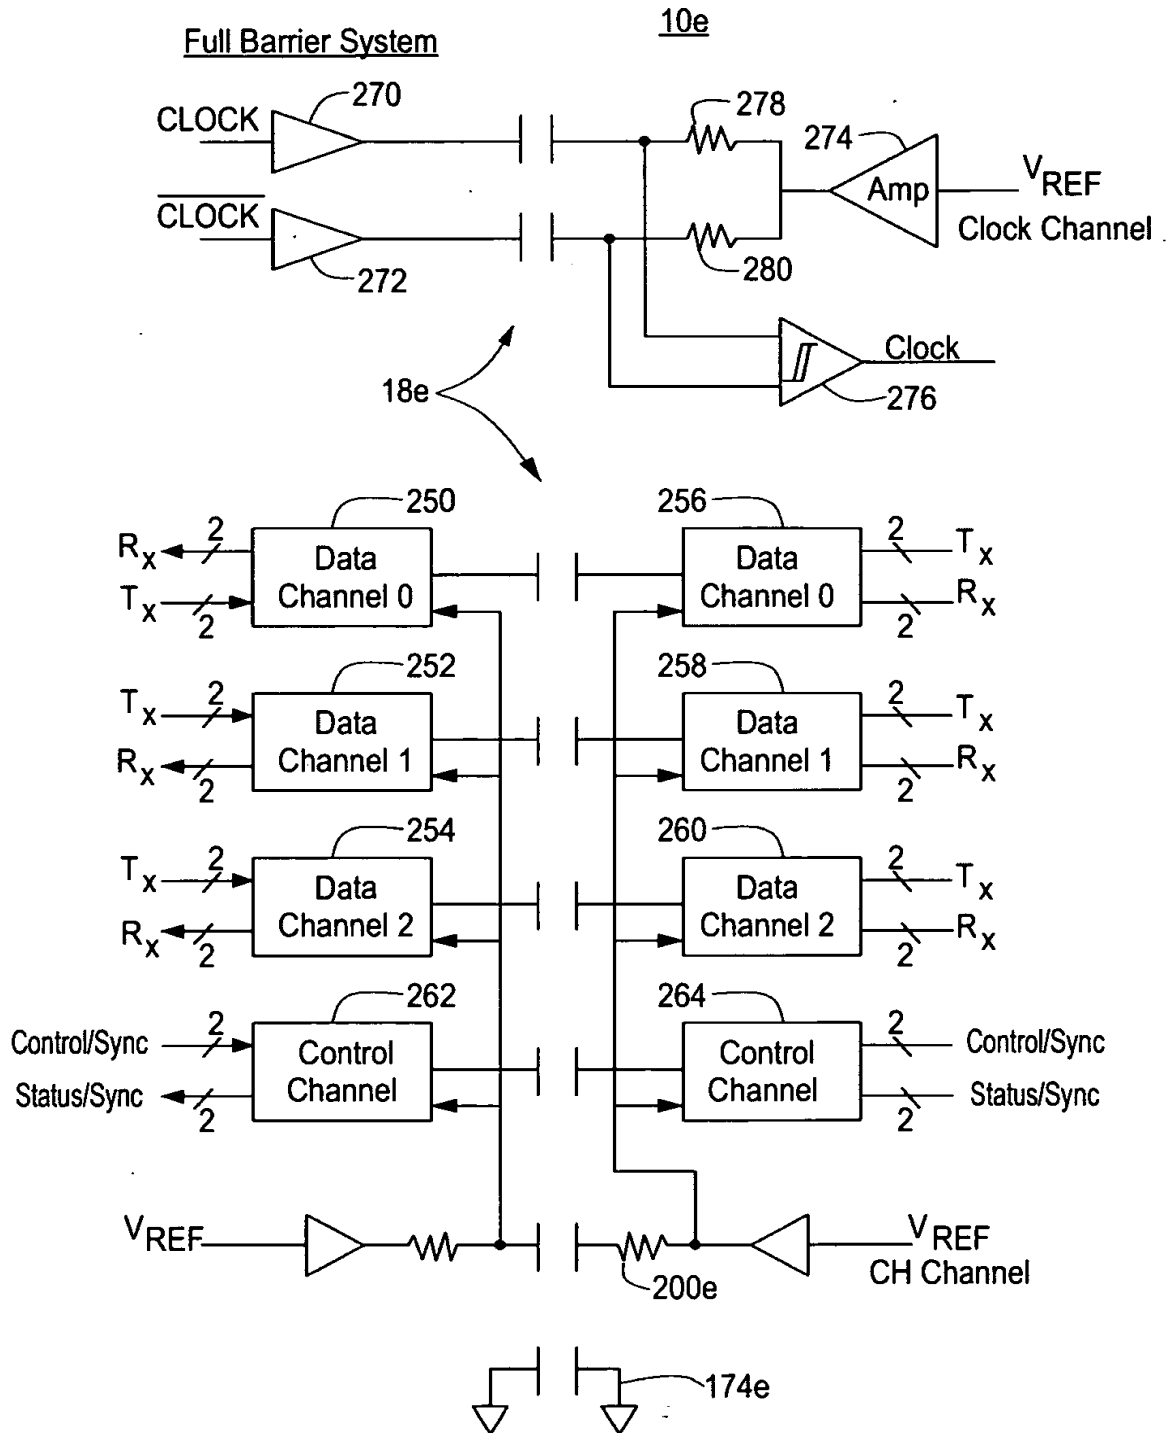 10e
Full Barrier System
270
278
274
CLOCK
Amp
VREF
CLOCK
Clock Channel
272
280
Clock
18e
276
250
256
Rx
2
Data
Channel 0
Data
Channel 0
2
Tx
Tx
2
2
Rx
252
258
Tx
2
Data
Channel 1
Data
Channel 1
2
Tx
Rx
2
2
Rx
254
260
Tx
2
Data
Channel 2
Data
Channel 2
2
Tx
Rx
2
2
Rx
262
264
Control/Sync
2
Control
Channel
Control
Channel
2
Control/Sync
Status/Sync
2
2
Status/Sync
VREF
VREF
CH Channel
200e
174e